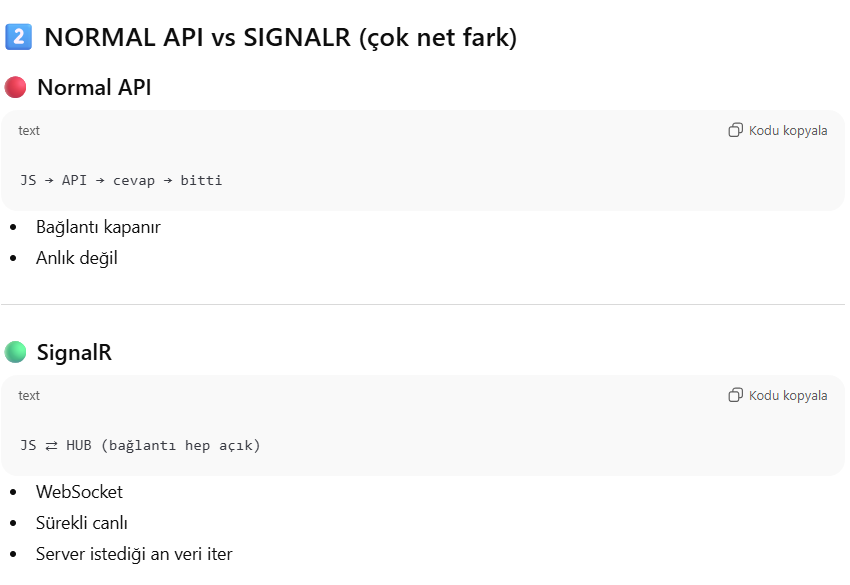 2 NORMAL API vs SIGNALR (çok net fark)
Normal API
text Kodu kopyala
JS → API → cevap → bitti
• Bağlantı kapanır
• Anlık değil
SignalR
text Kodu kopyala
JS ⇄ HUB (bağlantı hep açık)
• WebSocket
• Sürekli canlı
• Server istediği an veri iter